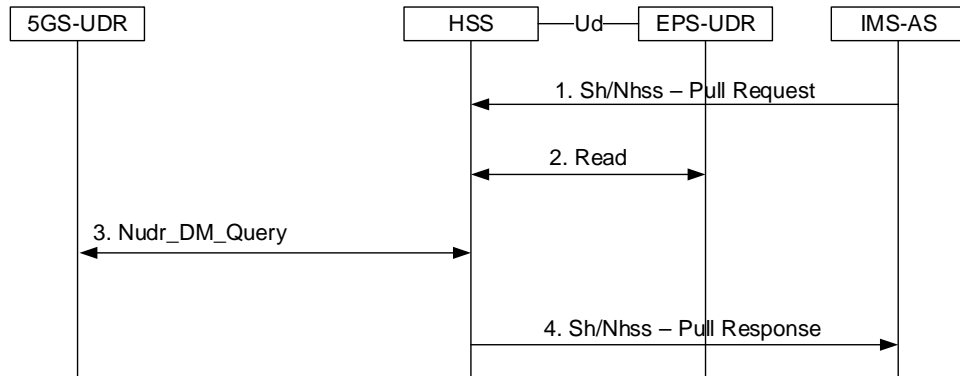 5GS-UDR
HSS
Ud
EPS-UDR
IMS-AS
1. Sh/Nhss – Pull Request
2. Read
3. Nudr_DM_Query
4. Sh/Nhss – Pull Response